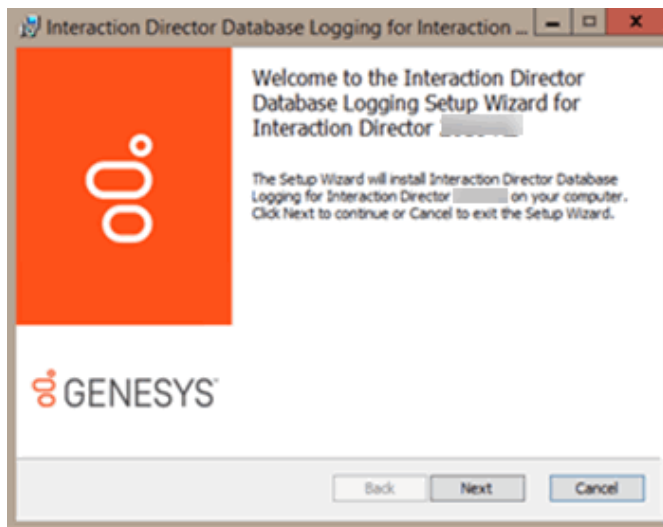 Interaction Director Database Logging for Interaction ...
Welcome to the Interaction Director
Database Logging Setup Wizard for
Interaction Director
The Setup Wizard will install Interaction Director Database
Logging for Interaction Director on your computer.
Click Next to continue or Cancel to exit the Setup Wizard.
GENESYS™
Back
Next
Cancel